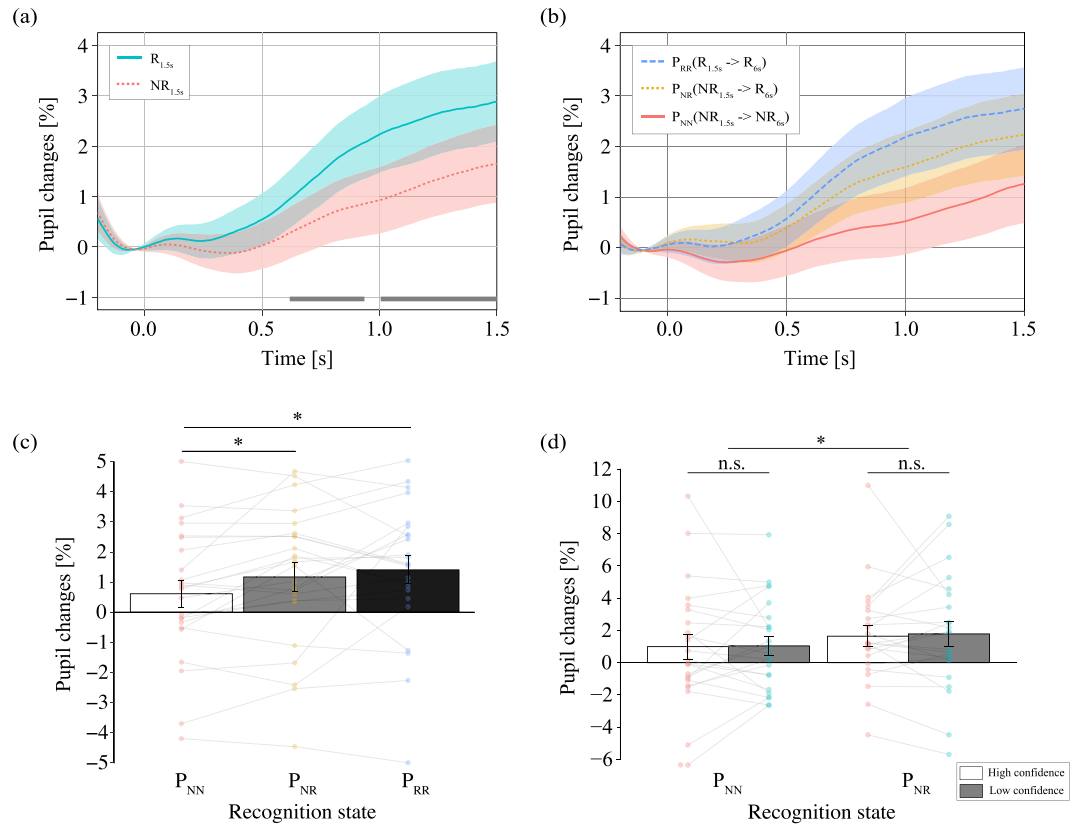 (a)
Pupil changes [%]
4
3
2
1
0
−1
R1.5s
NR1.5s
0.0 0.5 1.0 1.5
Time [s]
(b)
Pupil changes [%]
4
3
2
1
0
−1
PRR(R1.5s -> R6s)
PNR(NR1.5s -> R6s)
PNN(NR1.5s -> NR6s)
0.0 0.5 1.0 1.5
Time [s]
(c)
*
*
Pupil changes [%]
5
4
3
2
1
0
−1
−2
−3
−4
−5
PNN PNR PRR
Recognition state
(d)
*
n.s. n.s.
Pupil changes [%]
12
10
8
6
4
2
0
−2
−4
−6
PNN PNR
Recognition state
High confidence
Low confidence